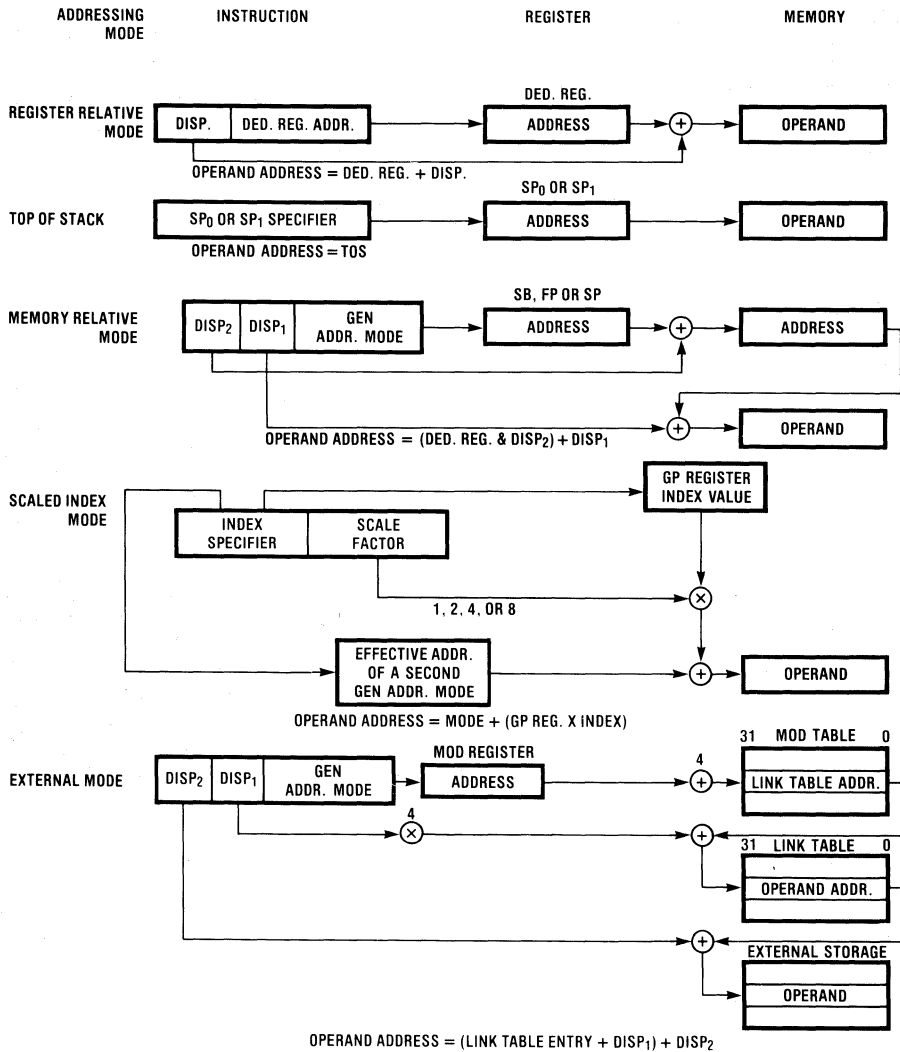 ADDRESSING MODE INSTRUCTION REGISTER MEMORY
REGISTER RELATIVE MODE
DISP. DED. REG. ADDR.
DED. REG.
ADDRESS
+
OPERAND
OPERAND ADDRESS = DED. REG. + DISP.
TOP OF STACK
SP0 OR SP1 SPECIFIER
SP0 OR SP1
ADDRESS
OPERAND
OPERAND ADDRESS = TOS
MEMORY RELATIVE MODE
DISP2 DISP1 GEN ADDR. MODE
SB, FP OR SP
ADDRESS
+
ADDRESS
+
OPERAND
OPERAND ADDRESS = (DED. REG. & DISP2) + DISP1
SCALED INDEX MODE
GP REGISTER
INDEX VALUE
INDEX SPECIFIER SCALE FACTOR
×
1, 2, 4, OR 8
EFFECTIVE ADDR.
OF A SECOND
GEN ADDR. MODE
+
OPERAND
OPERAND ADDRESS = MODE + (GP REG. X INDEX)
EXTERNAL MODE
DISP2 DISP1 GEN ADDR. MODE
MOD REGISTER
ADDRESS
4
+
31 MOD TABLE 0
LINK TABLE ADDR.
4
×
+
31 LINK TABLE 0
OPERAND ADDR.
+
EXTERNAL STORAGE
OPERAND
OPERAND ADDRESS = (LINK TABLE ENTRY + DISP1) + DISP2